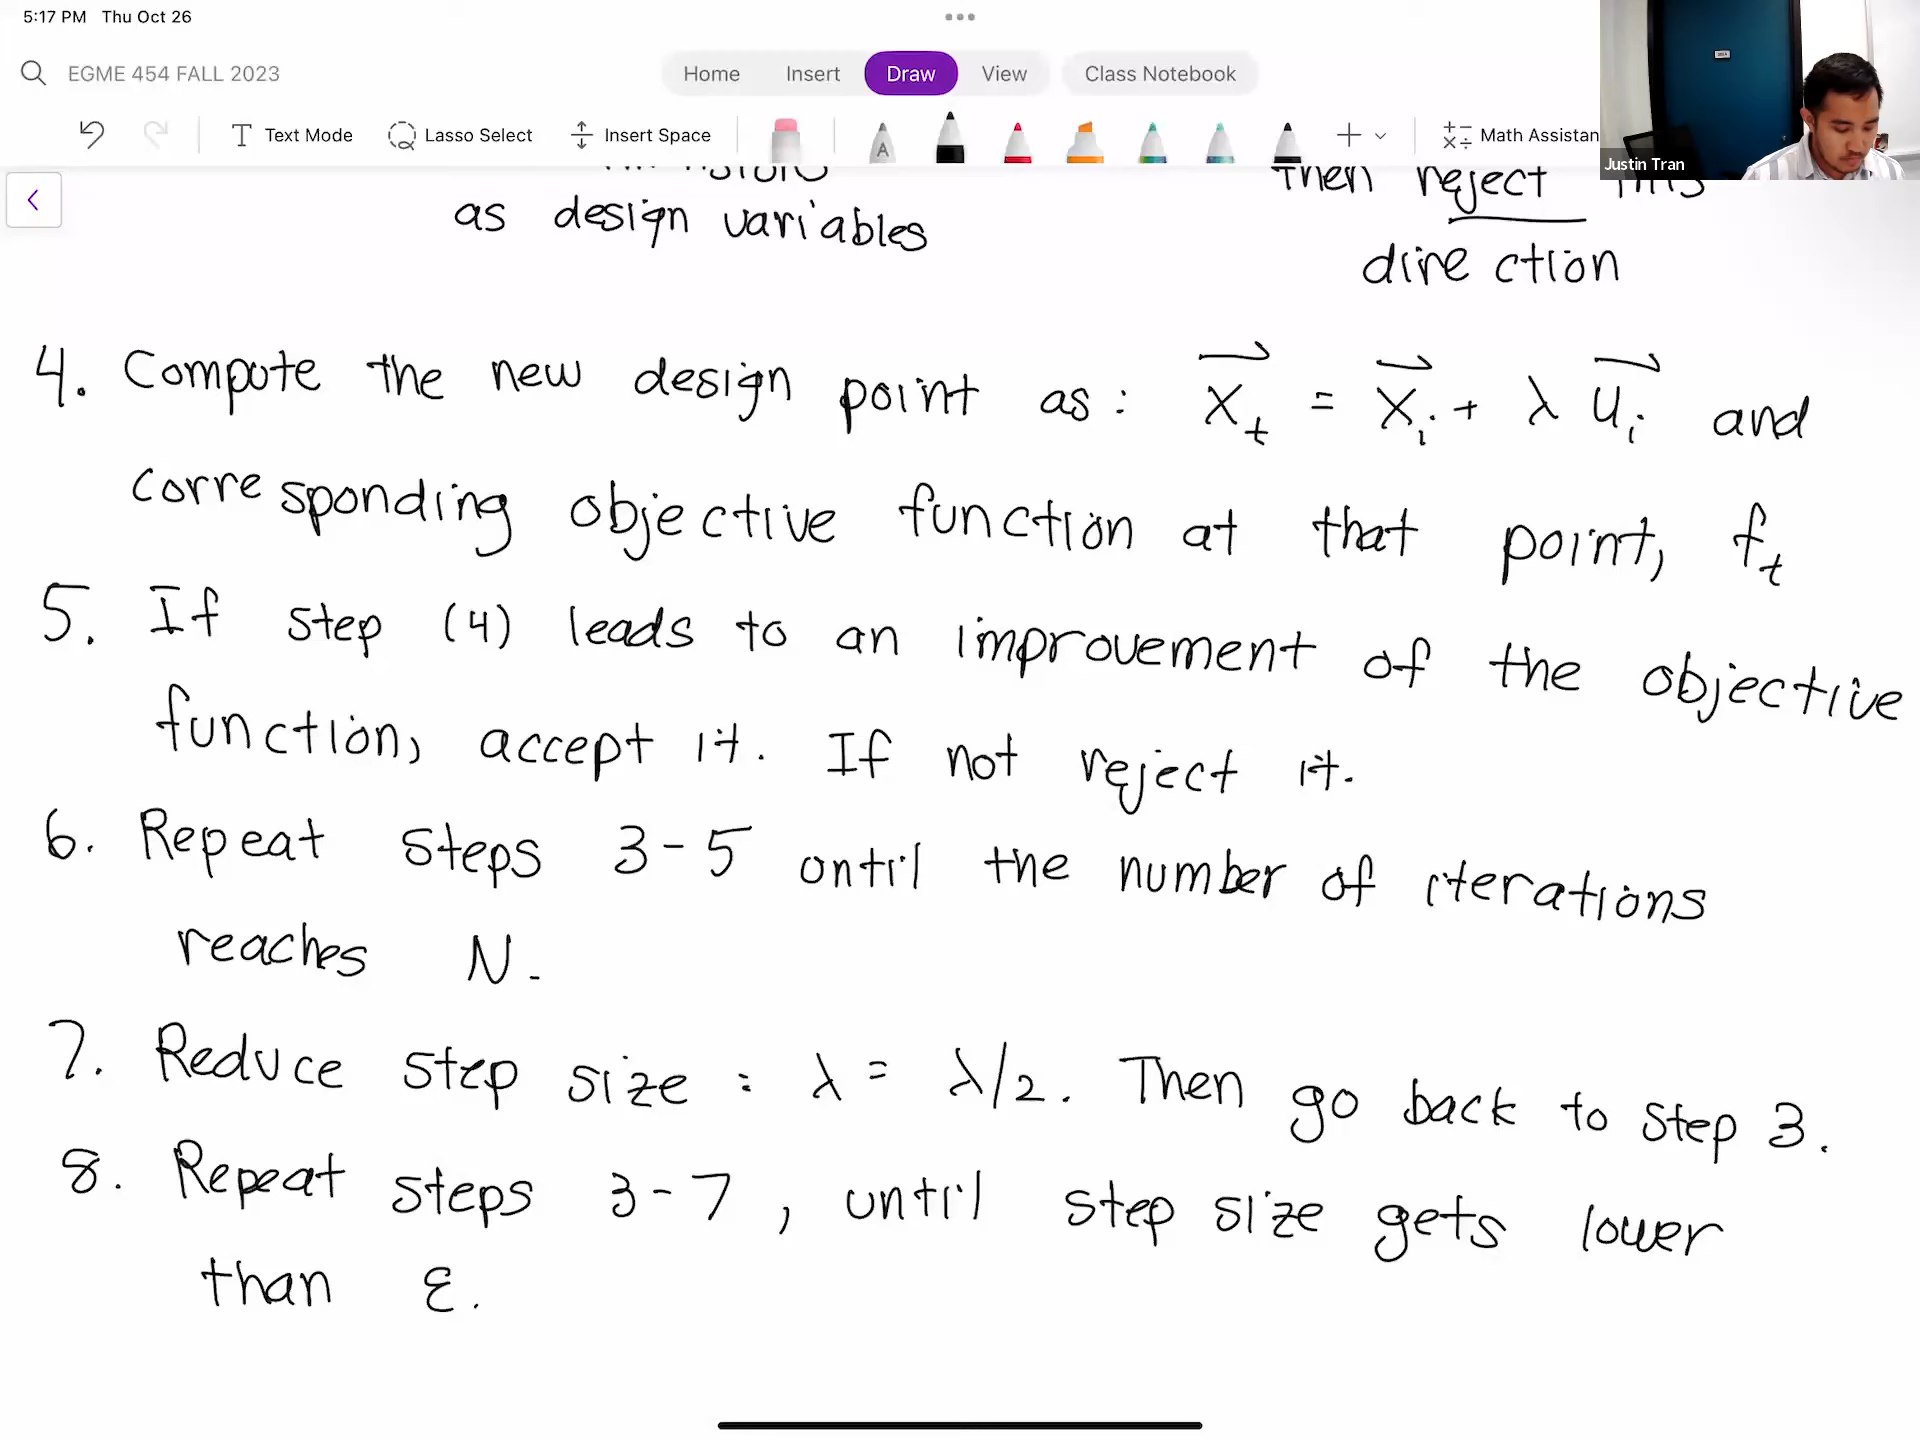 5:17 PM Thu Oct 26
EGME 454 FALL 2023
Home Insert Draw View Class Notebook
Text Mode Lasso Select Insert Space A Math Assistan
Justin Tran
then reject this
as design variables
direction
4. Compute the new design point as: X⃗t = X⃗i + λ u⃗i and
corresponding objective function at that point, ft
5. If step (4) leads to an improvement of the objective
function, accept it. If not reject it.
6. Repeat steps 3-5 until the number of iterations
reaches N.
7. Reduce step size: λ = λ/2. Then go back to step 3.
8. Repeat steps 3-7, until step size gets lower
than ε.